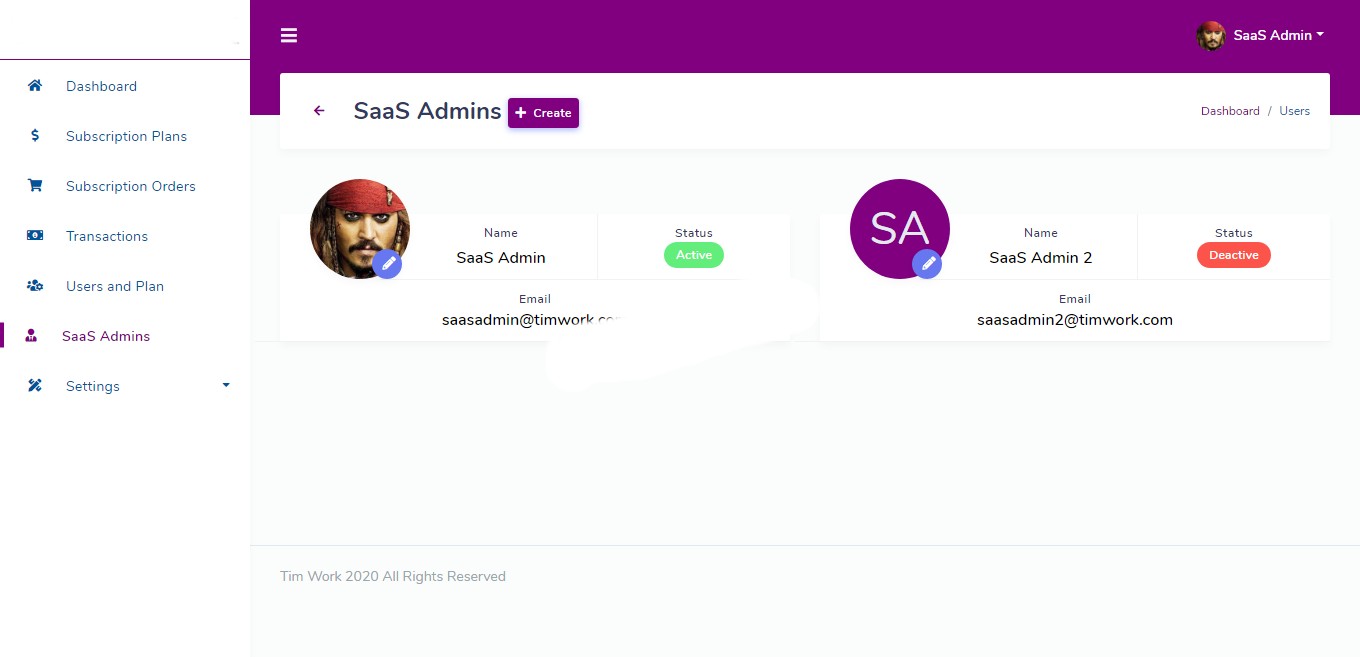 SaaS Admin
Dashboard
Subscription Plans
Subscription Orders
Transactions
Users and Plan
SaaS Admins
Settings
SaaS Admins + Create
Dashboard / Users
Name
SaaS Admin
Status
Active
Email
saasadmin@timwork.com
SA
Name
SaaS Admin 2
Status
Deactive
Email
saasadmin2@timwork.com
Tim Work 2020 All Rights Reserved